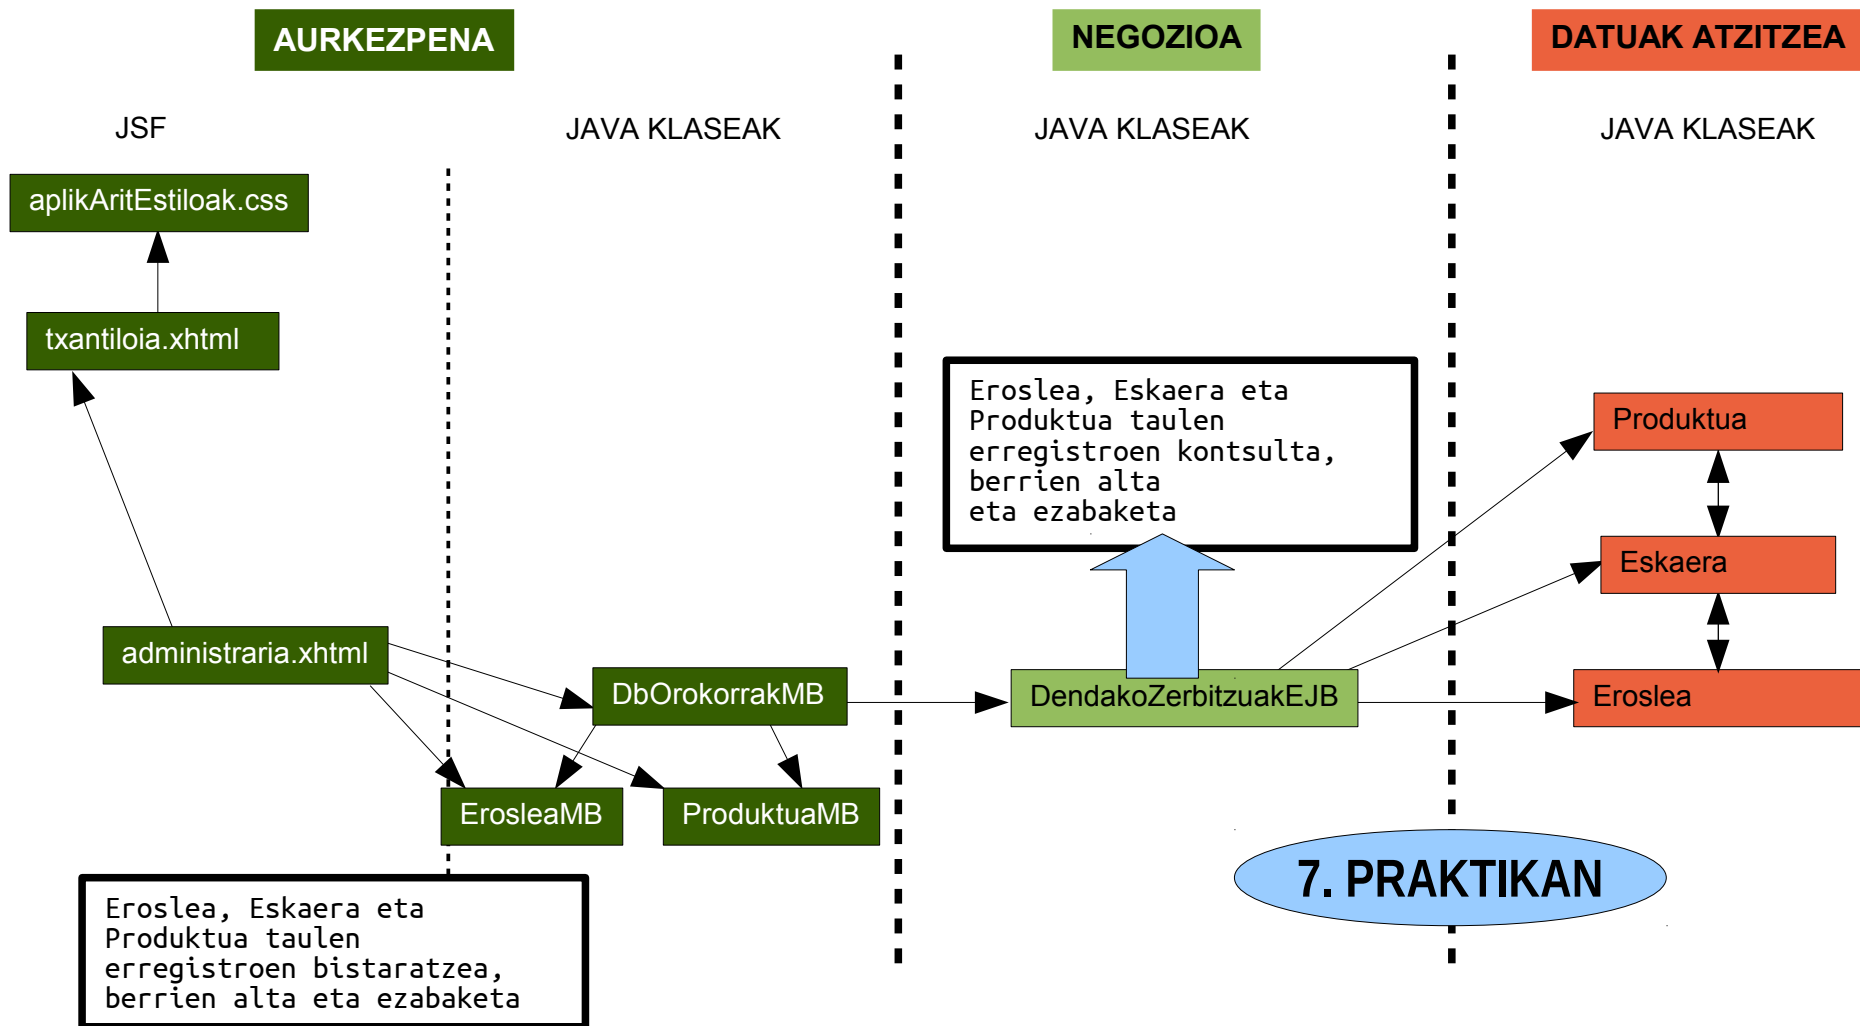 AURKEZPENA
NEGOZIOA
DATUAK ATZITZEA
JSF
JAVA KLASEAK
JAVA KLASEAK
JAVA KLASEAK
aplikAritEstiloak.css
txantiloia.xhtml
Eroslea, Eskaera eta
Produktua taulen
erregistroen kontsulta,
berrien alta
eta ezabaketa
Produktua
Eskaera
administraria.xhtml
DbOrokorrakMB
DendakoZerbitzuakEJB
Eroslea
ErosleaMB
ProduktuaMB
7. PRAKTIKAN
Eroslea, Eskaera eta
Produktua taulen
erregistroen bistaratzea,
berrien alta eta ezabaketa